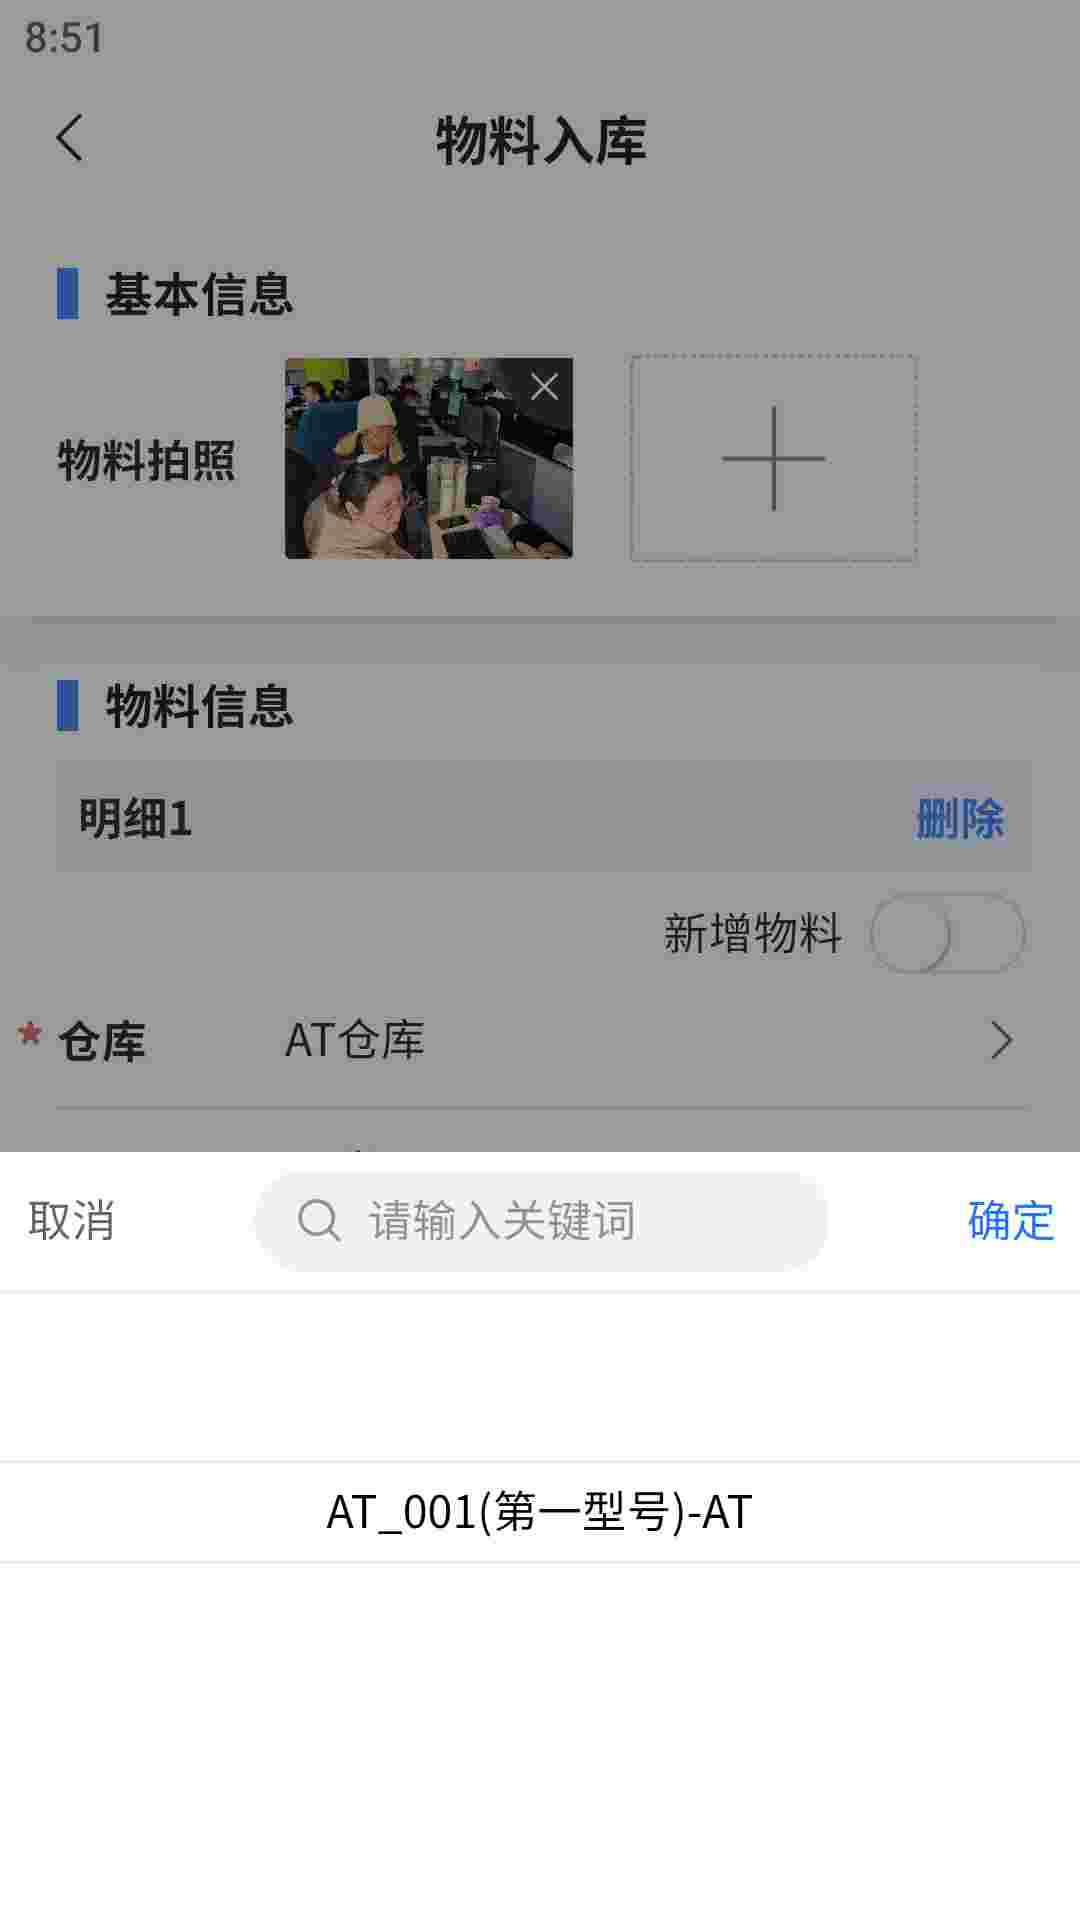 8:51
物料入库
基本信息
物料拍照
物料信息
明细1 删除
新增物料
* 仓库 AT仓库
取消 请输入关键词 确定
AT_001(第一型号)-AT